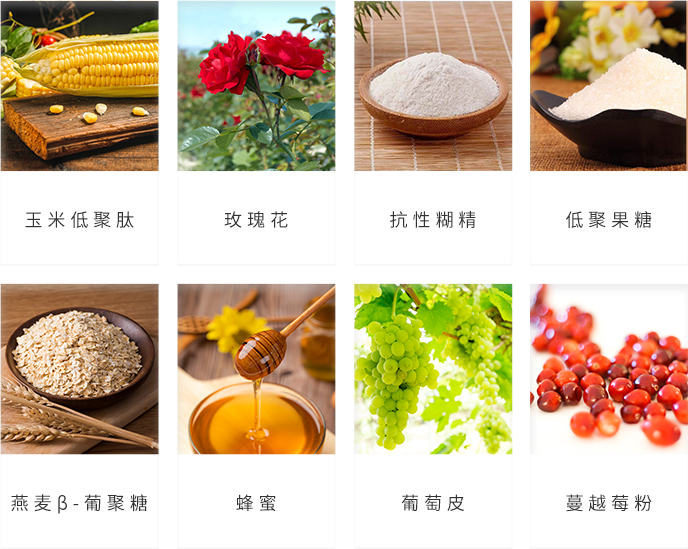 玉米低聚肽
玫瑰花
抗性糊精
低聚果糖
燕麦β-葡聚糖
蜂蜜
葡萄皮
蔓越莓粉